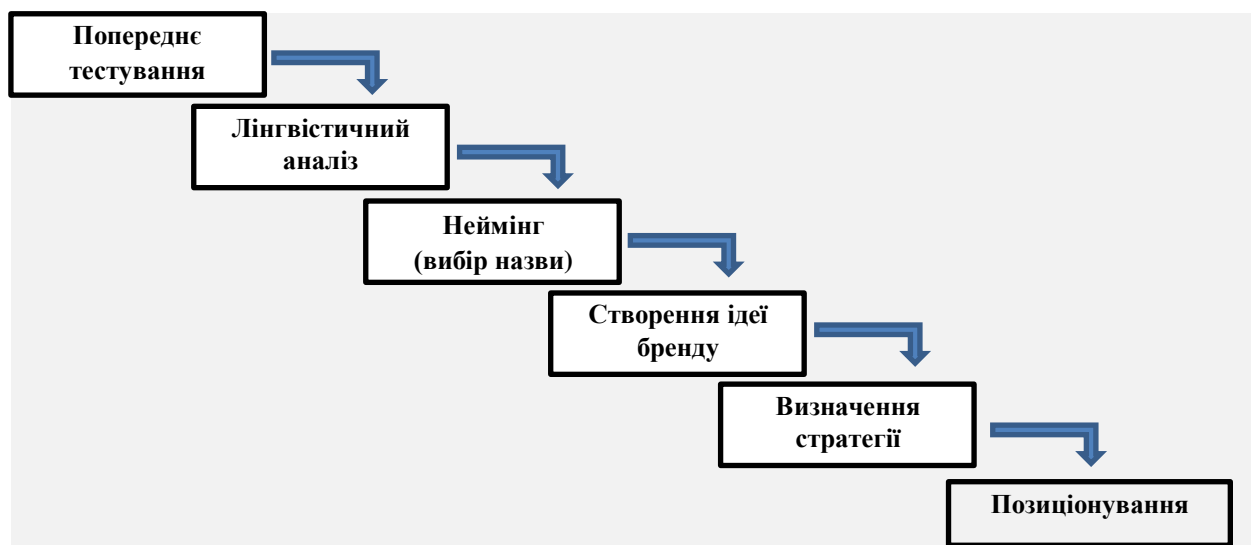 Попереднє
тестування
Лінгвістичний
аналіз
Неймінг
(вибір назви)
Створення ідеї
бренду
Визначення
стратегії
Позиціонування